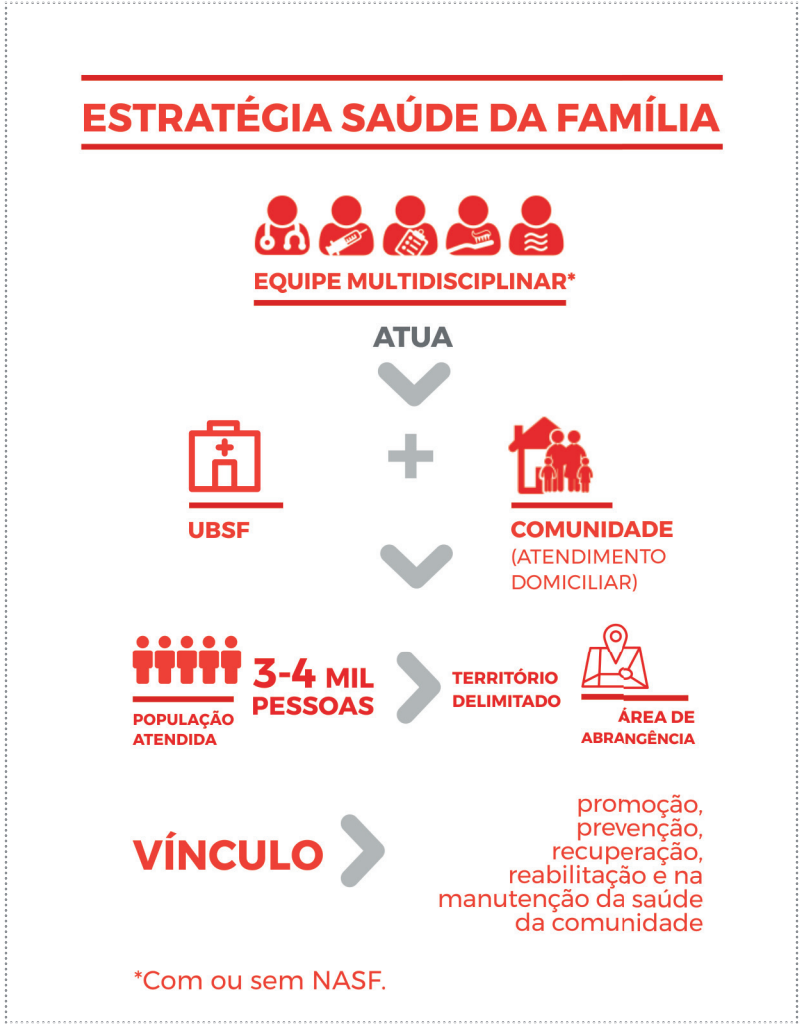 ESTRATÉGIA SAÚDE DA FAMÍLIA
EQUIPE MULTIDISCIPLINAR*
ATUA
UBSF
COMUNIDADE
(ATENDIMENTO
DOMICILIAR)
POPULAÇÃO
ATENDIDA
3-4 MIL
PESSOAS
TERRITÓRIO
DELIMITADO
ÁREA DE
ABRANGÊNCIA
VÍNCULO
promoção,
prevenção,
recuperação,
reabilitação e na
manutenção da saúde
da comunidade
*Com ou sem NASF.